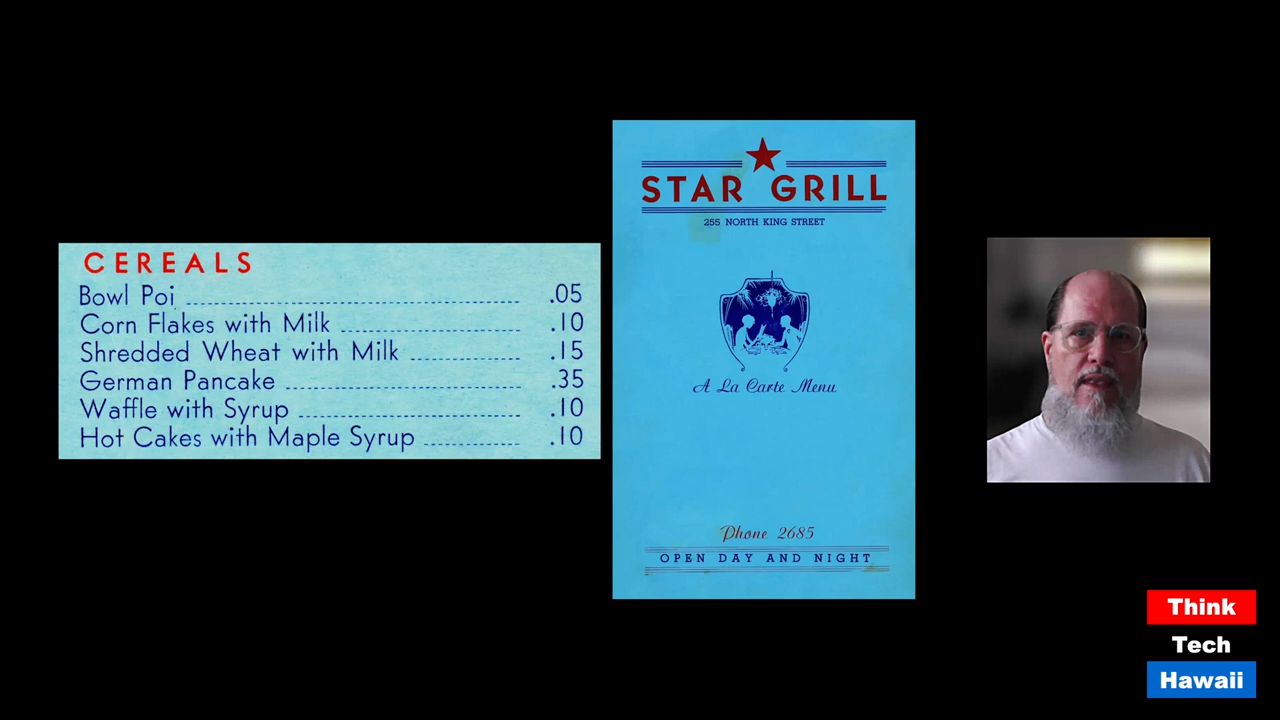 CEREALS
Bowl Poi .05
Corn Flakes with Milk .10
Shredded Wheat with Milk .15
German Pancake .35
Waffle with Syrup .10
Hot Cakes with Maple Syrup .10
STAR GRILL
255 NORTH KING STREET
A La Carte Menu
Phone 2685
OPEN DAY AND NIGHT
Think
Tech
Hawaii